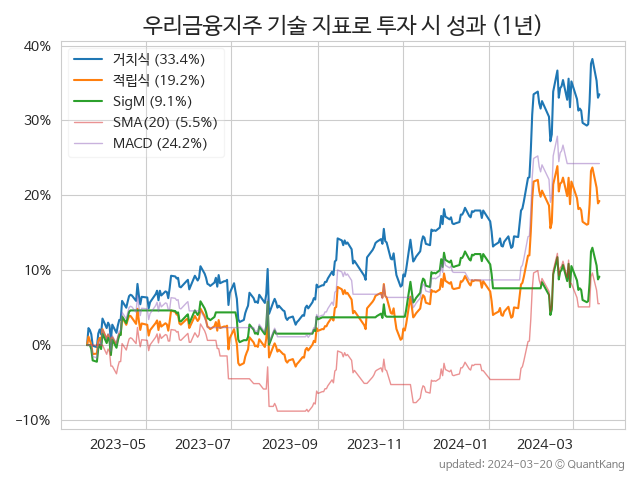 우리금융지주 기술 지표로 투자 시 성과 (1년)
40%
30%
20%
10%
0%
−10%
거치식 (33.4%)
적립식 (19.2%)
SigM (9.1%)
SMA(20) (5.5%)
MACD (24.2%)
2023-05 2023-07 2023-09 2023-11 2024-01 2024-03
updated: 2024-03-20 © QuantKang